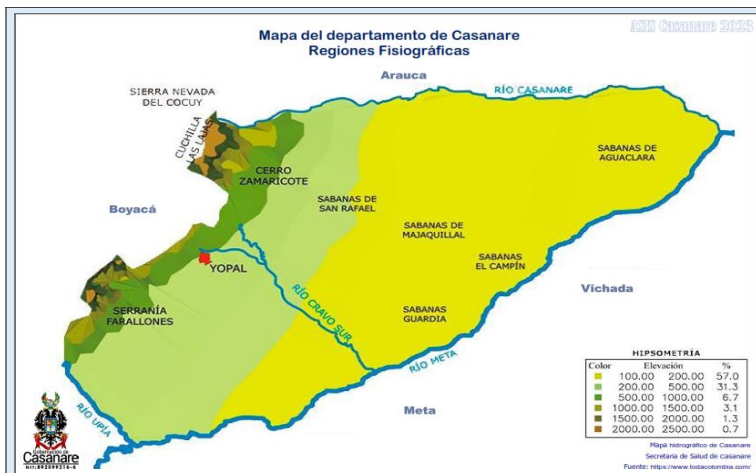 ASIS Casanare 2023
Mapa del departamento de Casanare
Regiones Fisiográficas
Arauca
RÍO CASANARE
SIERRA NEVADA
DEL COCUY
CUCHILLA
LAS LAJAS
CERRO
ZAMARICOTE
SABANAS DE
AGUACLARA
SABANAS DE
SAN RAFAEL
Boyacá
SABANAS DE
MAJAQUILLAL
SABANAS
EL CAMPÍN
YOPAL
Vichada
RÍO CRAVO SUR
SERRANÍA
FARALLONES
SABANAS
GUARDIA
RÍO META
RÍO UPÍA
Meta
HIPSOMETRÍA
Color Elevación %
100.00 200.00 57.0
200.00 500.00 31.3
500.00 1000.00 6.7
1000.00 1500.00 3.1
1500.00 2000.00 1.3
2000.00 2500.00 0.7
Gobernación de
Casanare
NIT:892099216-6
Mapa hidrográfico de Casanare
Secretaría de Salud de Casanare
Fuente: https://www.todacolombia.com/